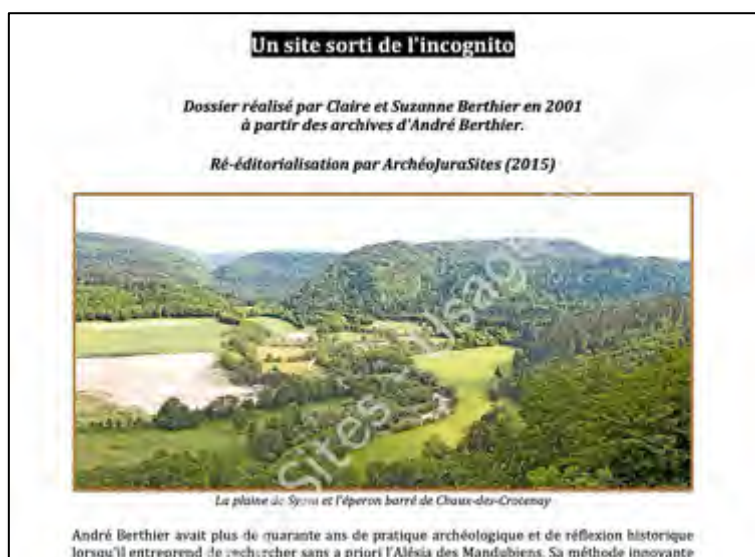 Un site sorti de l'incognito
Dossier réalisé par Claire et Suzanne Berthier en 2001
à partir des archives d'André Berthier.
Ré-éditorialisation par ArchéoJuraSites (2015)
Sites - Usage
La plaine de Syam et l'éperon barré de Chaux-des-Crotenay
André Berthier avait plus de quarante ans de pratique archéologique et de réflexion historique
lorsqu'il entreprend de rechercher sans a priori l'Alésia des Mandubiens. Sa méthode innovante